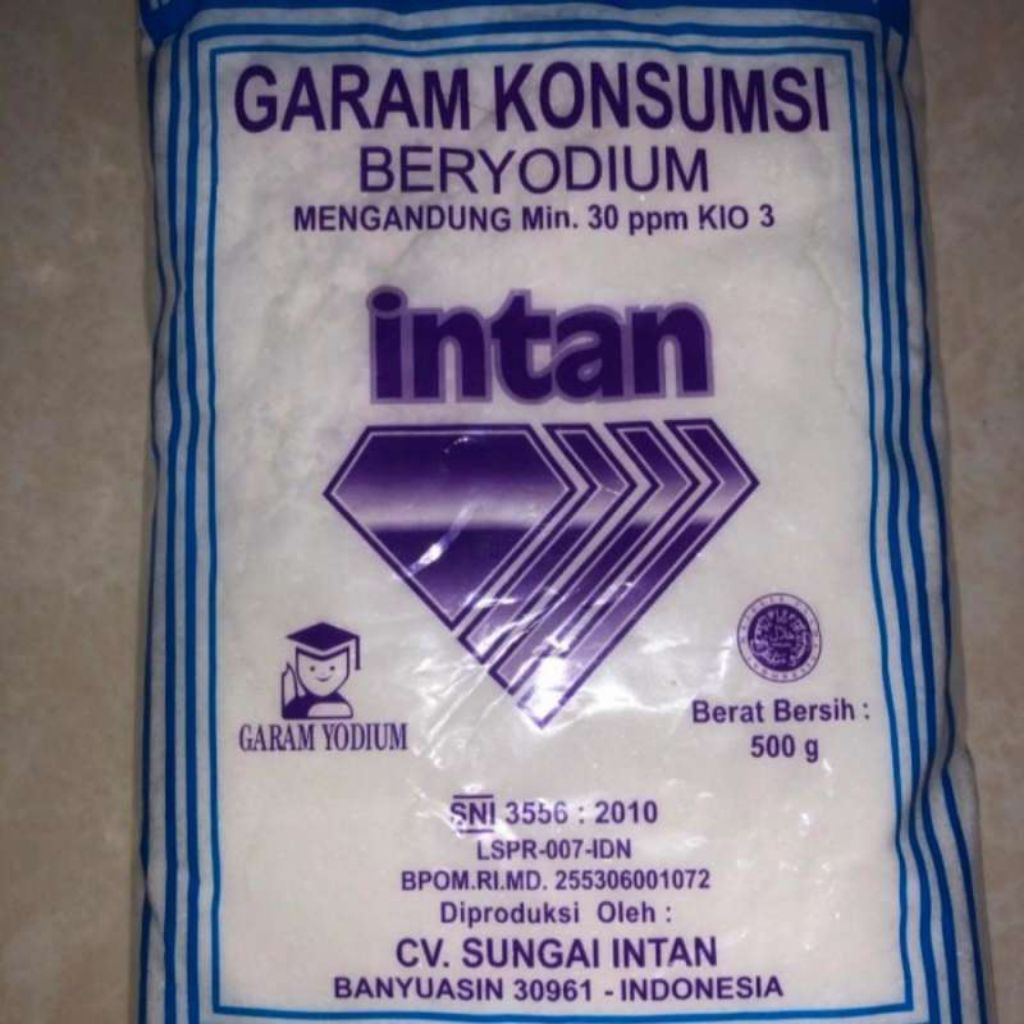 GARAM KONSUMSI
BERYODIUM
MENGANDUNG Min. 30 ppm KIO 3
intan
GARAM YODIUM
Berat Bersih :
500 g
SNI 3556 : 2010
LSPR-007-IDN
BPOM.RI.MD. 255306001072
Diproduksi Oleh :
CV. SUNGAI INTAN
BANYUASIN 30961 - INDONESIA